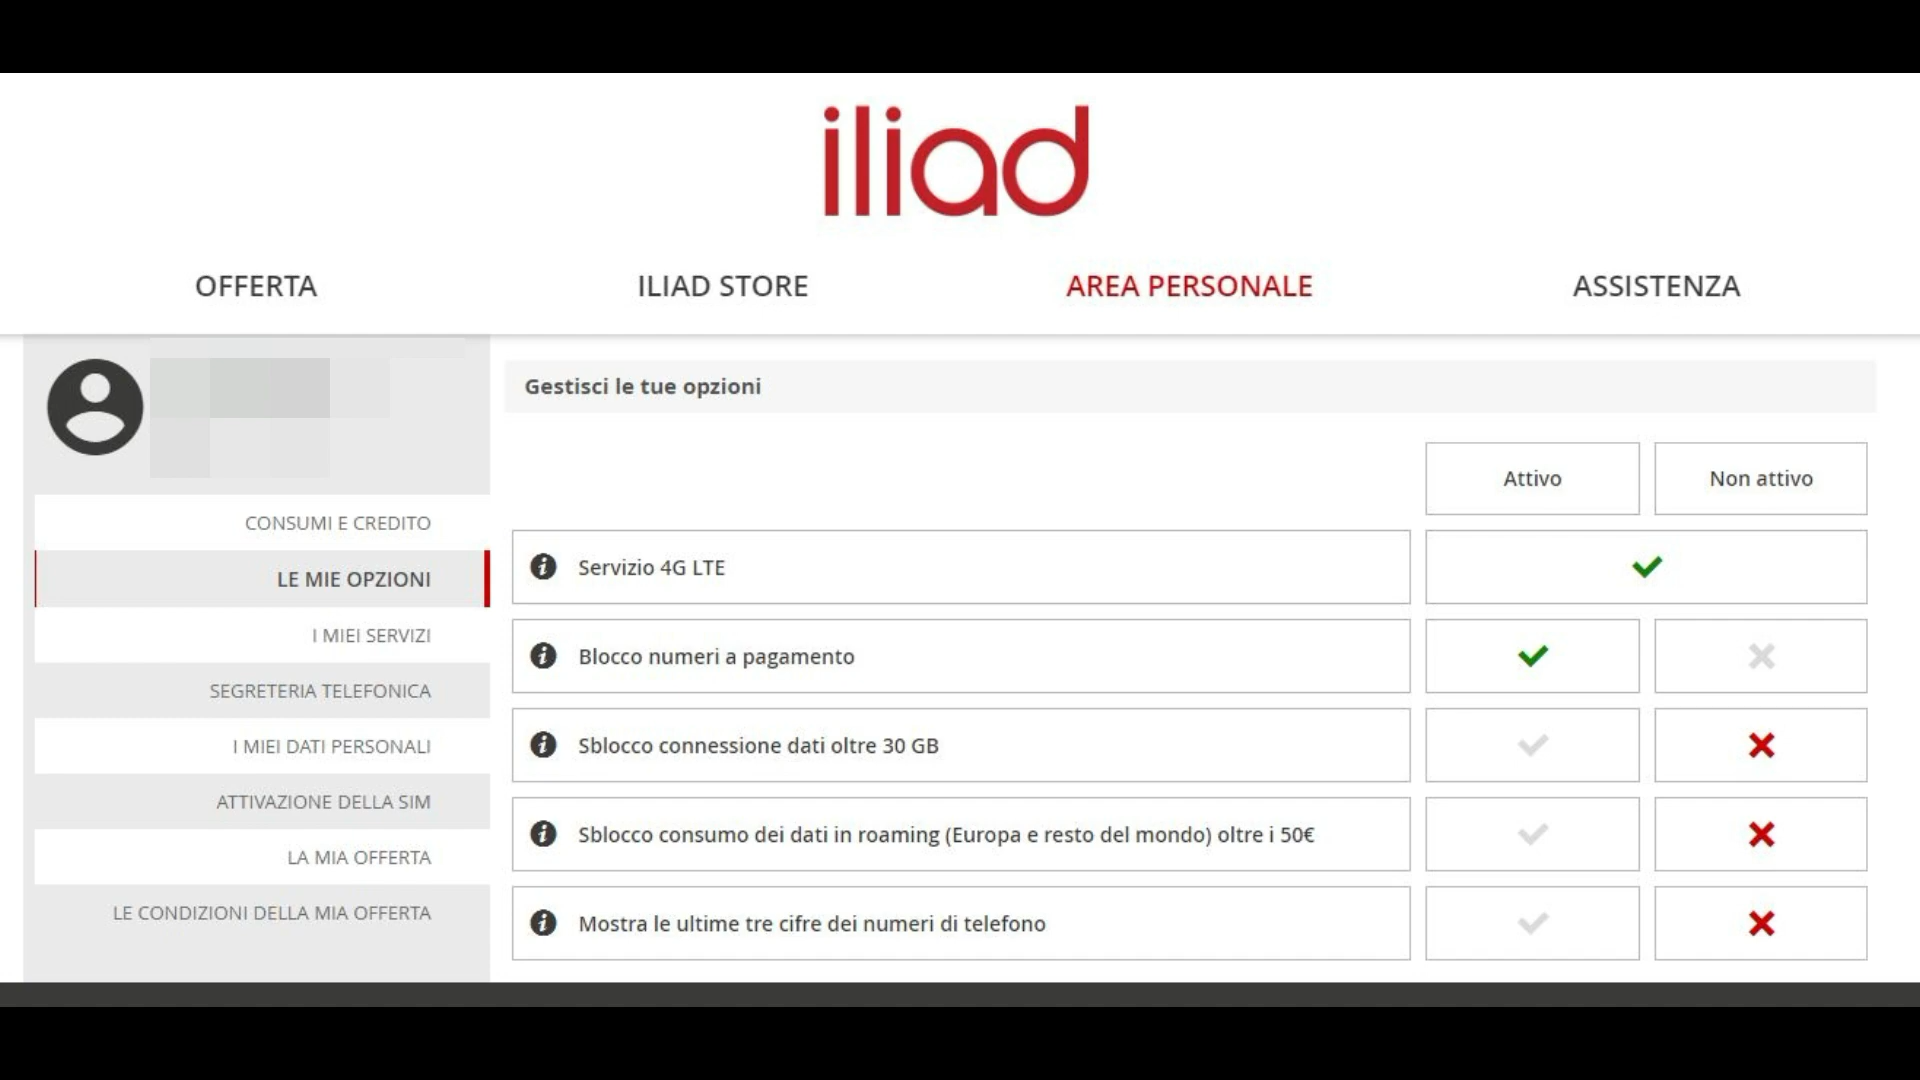 iliad
OFFERTA
ILIAD STORE
AREA PERSONALE
ASSISTENZA
CONSUMI E CREDITO
LE MIE OPZIONI
I MIEI SERVIZI
SEGRETERIA TELEFONICA
I MIEI DATI PERSONALI
ATTIVAZIONE DELLA SIM
LA MIA OFFERTA
LE CONDIZIONI DELLA MIA OFFERTA
Gestisci le tue opzioni
Attivo
Non attivo
Servizio 4G LTE
Blocco numeri a pagamento
Sblocco connessione dati oltre 30 GB
Sblocco consumo dei dati in roaming (Europa e resto del mondo) oltre i 50€
Mostra le ultime tre cifre dei numeri di telefono